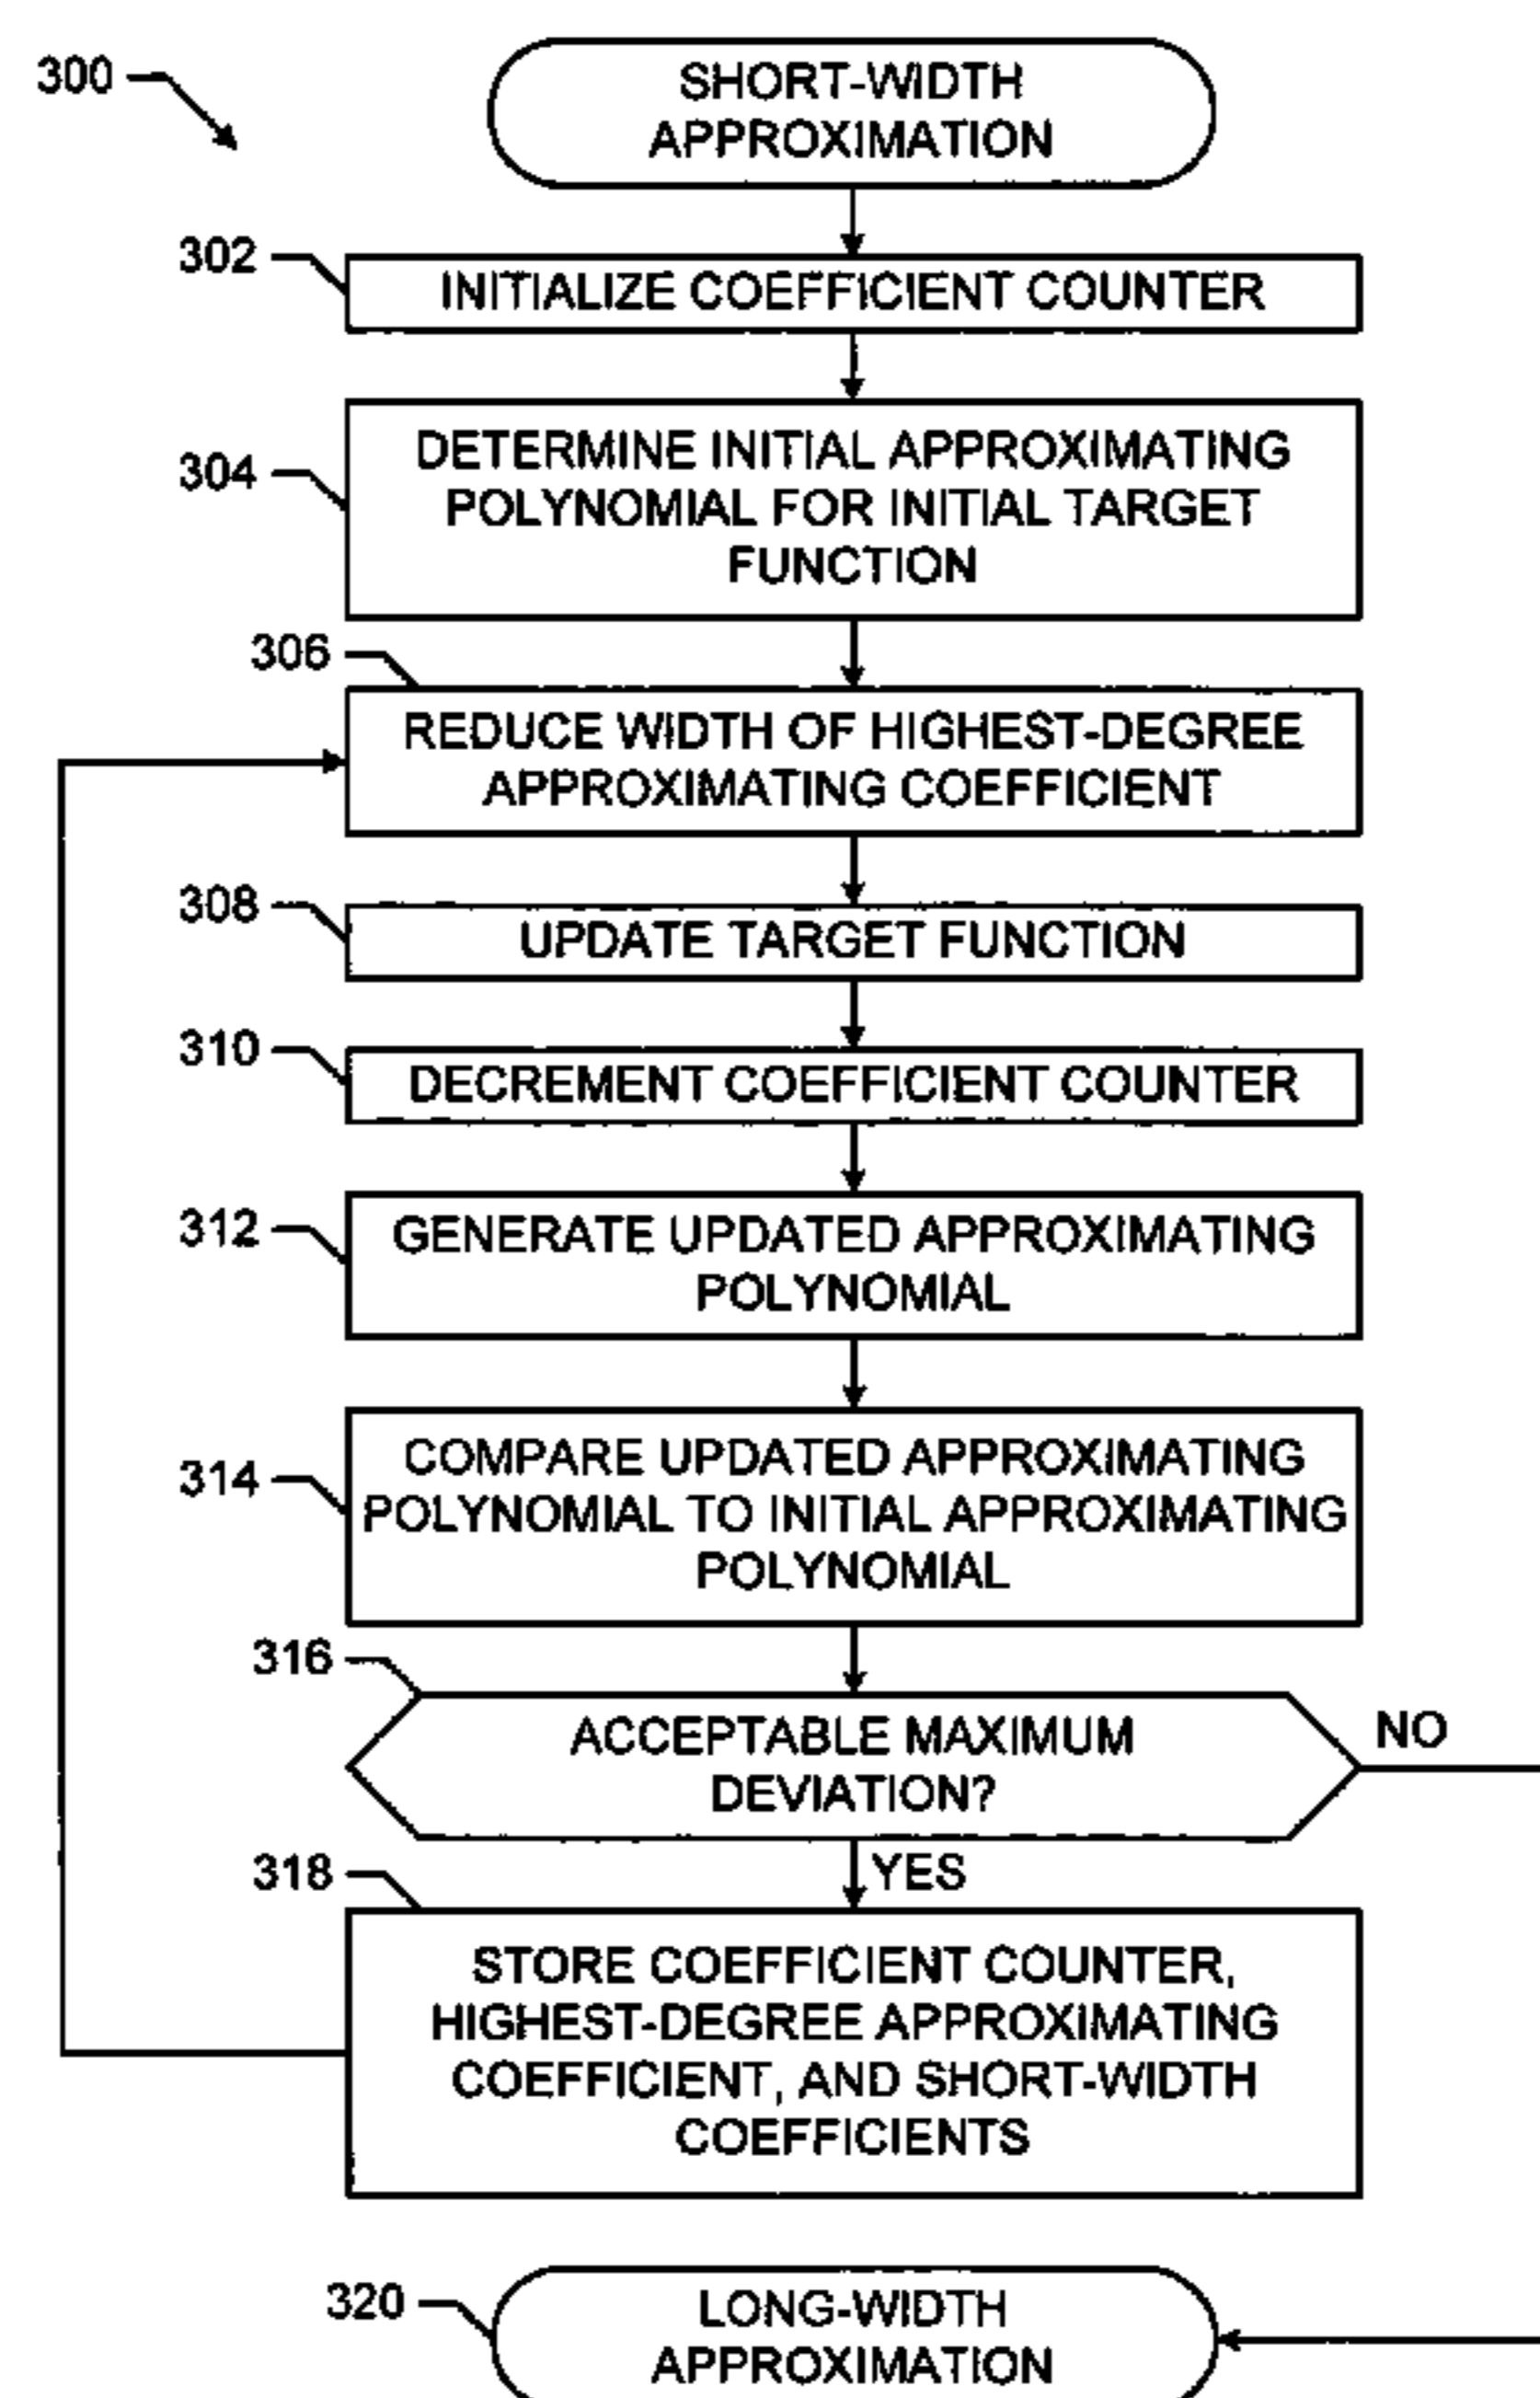 300
SHORT-WIDTH
APPROXIMATION
302
INITIALIZE COEFFICIENT COUNTER
304
DETERMINE INITIAL APPROXIMATING
POLYNOMIAL FOR INITIAL TARGET
FUNCTION
306
REDUCE WIDTH OF HIGHEST-DEGREE
APPROXIMATING COEFFICIENT
308
UPDATE TARGET FUNCTION
310
DECREMENT COEFFICIENT COUNTER
312
GENERATE UPDATED APPROXIMATING
POLYNOMIAL
314
COMPARE UPDATED APPROXIMATING
POLYNOMIAL TO INITIAL APPROXIMATING
POLYNOMIAL
316
ACCEPTABLE MAXIMUM
DEVIATION?
NO
YES
318
STORE COEFFICIENT COUNTER,
HIGHEST-DEGREE APPROXIMATING
COEFFICIENT, AND SHORT-WIDTH
COEFFICIENTS
320
LONG-WIDTH
APPROXIMATION